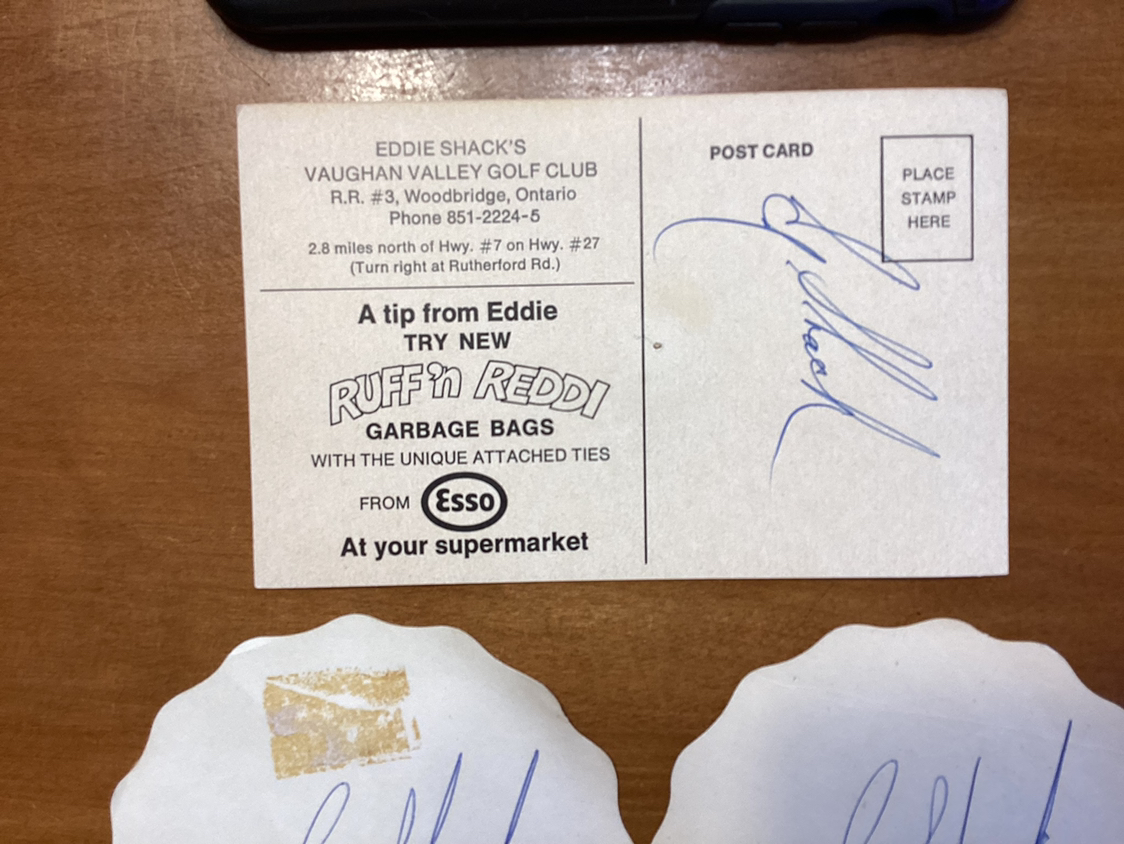 EDDIE SHACK'S
VAUGHAN VALLEY GOLF CLUB
R.R. #3, Woodbridge, Ontario
Phone 851-2224-5
2.8 miles north of Hwy. #7 on Hwy. #27
(Turn right at Rutherford Rd.)
A tip from Eddie
TRY NEW
RUFF 'n REDDI
GARBAGE BAGS
WITH THE UNIQUE ATTACHED TIES
FROM Esso
At your supermarket
POST CARD
PLACE
STAMP
HERE
E. Shack